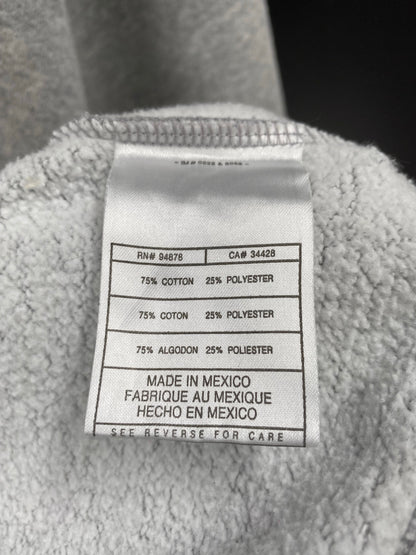 RN# 94878 CA# 34428
75% COTTON 25% POLYESTER
75% COTON 25% POLYESTER
75% ALGODON 25% POLIESTER
MADE IN MEXICO
FABRIQUE AU MEXIQUE
HECHO EN MEXICO
SEE REVERSE FOR CARE